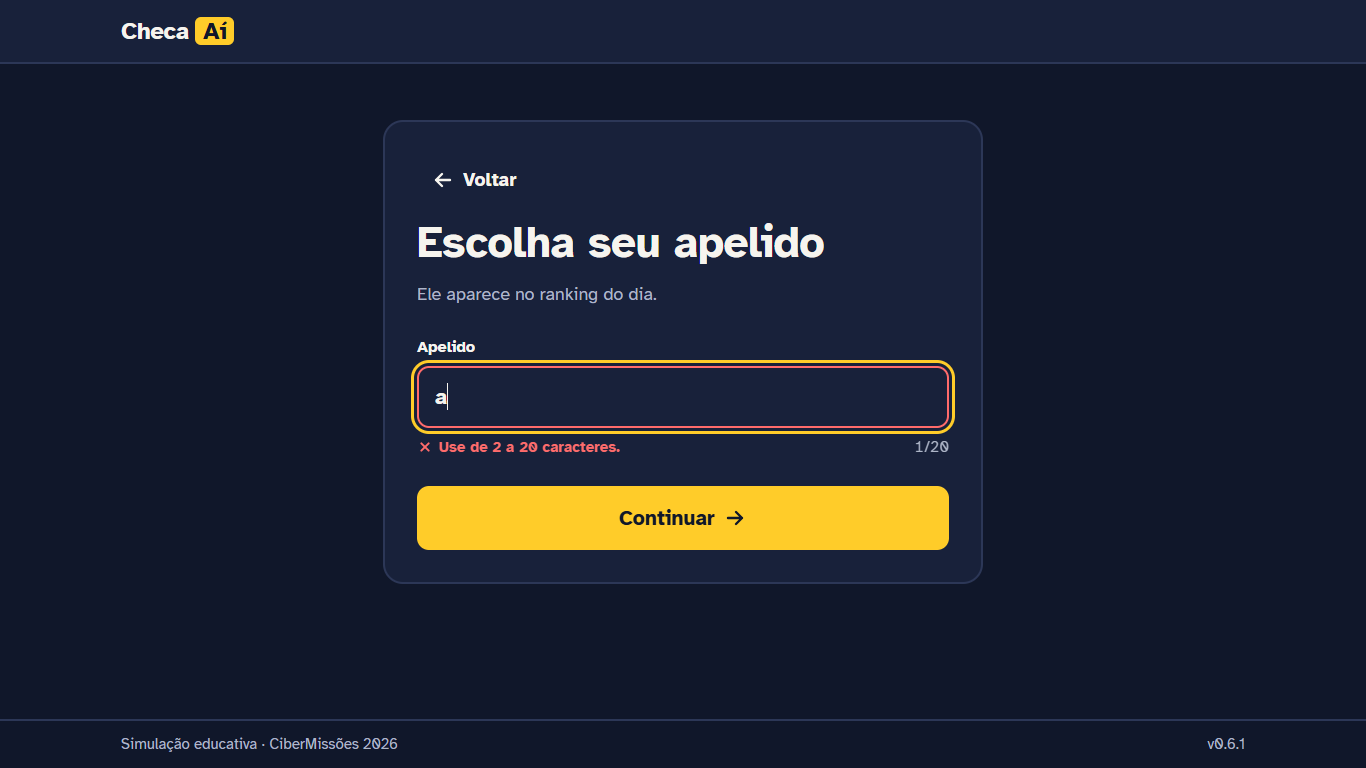 Checa Aí
← Voltar
Escolha seu apelido
Ele aparece no ranking do dia.
Apelido
a
× Use de 2 a 20 caracteres.
1/20
Continuar →
Simulação educativa · CiberMissões 2026
v0.6.1